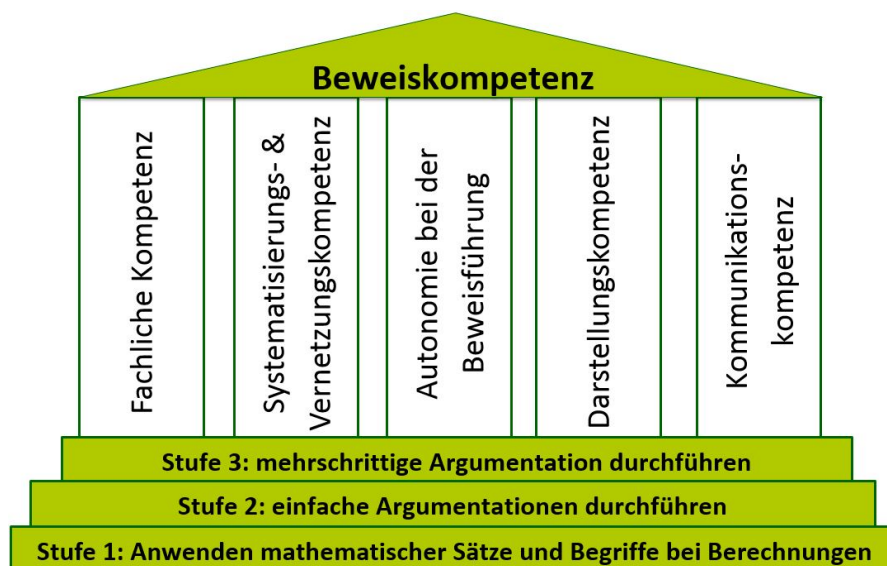 Beweiskompetenz
Fachliche Kompetenz
Systematisierungs- &
Vernetzungskompetenz
Autonomie bei der
Beweisführung
Darstellungskompetenz
Kommunikations-
kompetenz
Stufe 3: mehrschrittige Argumentation durchführen
Stufe 2: einfache Argumentationen durchführen
Stufe 1: Anwenden mathematischer Sätze und Begriffe bei Berechnungen